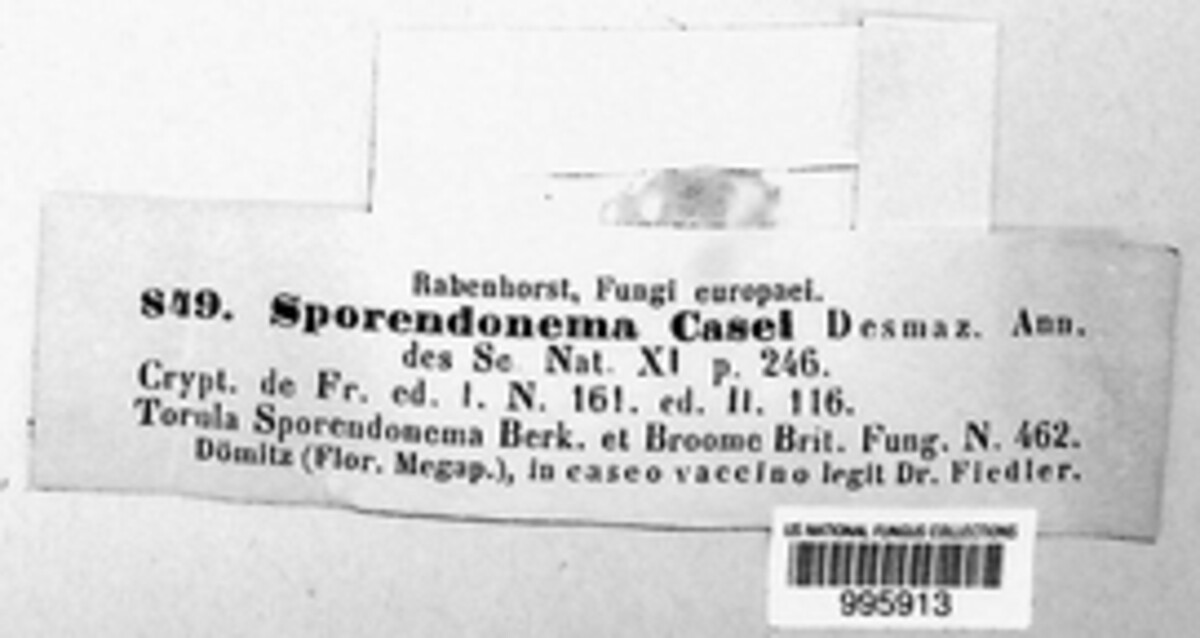 Rabenhorst, Fungi europaei.
849. Sporendonema Casei Desmaz. Ann.
des Sc. Nat. XI p. 246.
Crypt. de Fr. ed. I. N. 161. ed. II. 116.
Torula Sporendonema Berk. et Broome Brit. Fung. N. 462.
Dömitz (Flor. Megap.), in caseo vaccino legit Dr. Fiedler.
US NATIONAL FUNGUS COLLECTIONS
995913